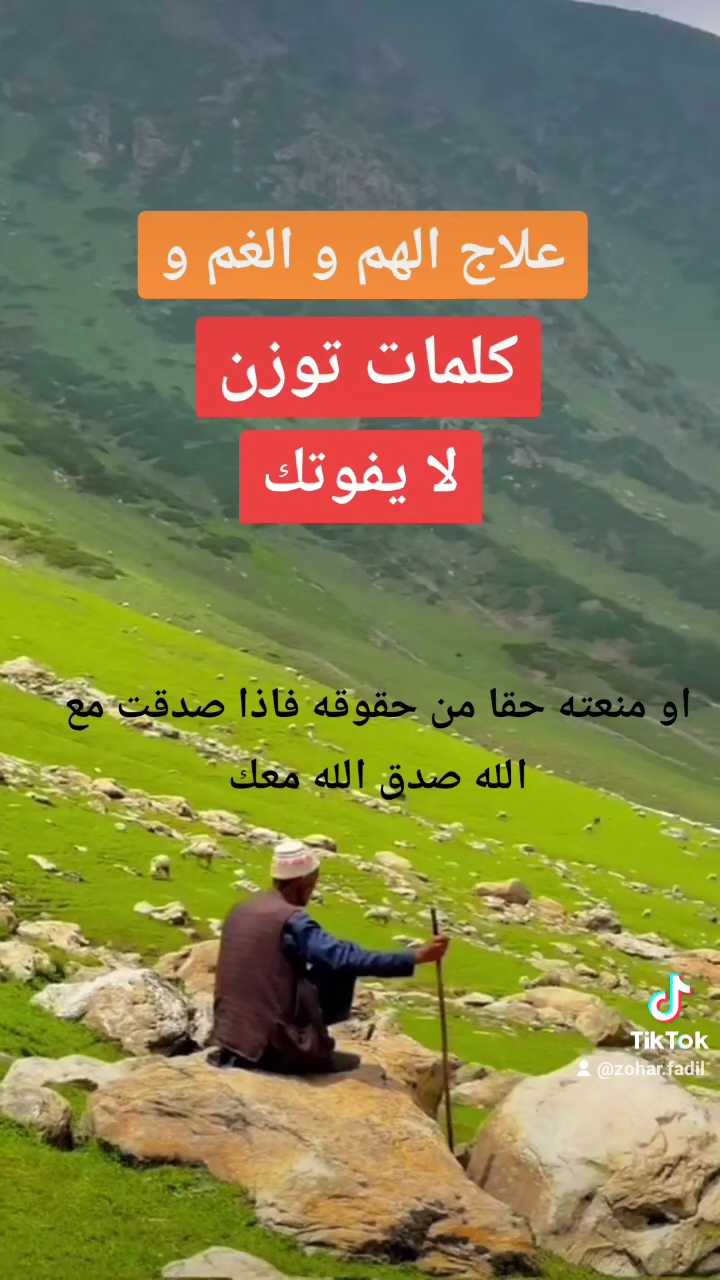 علاج الهم و الغم و
كلمات توزن
لا يفوتك
او منعته حقا من حقوقه فاذا صدقت مع
الله صدق الله معك
TikTok
@zohar.fadil